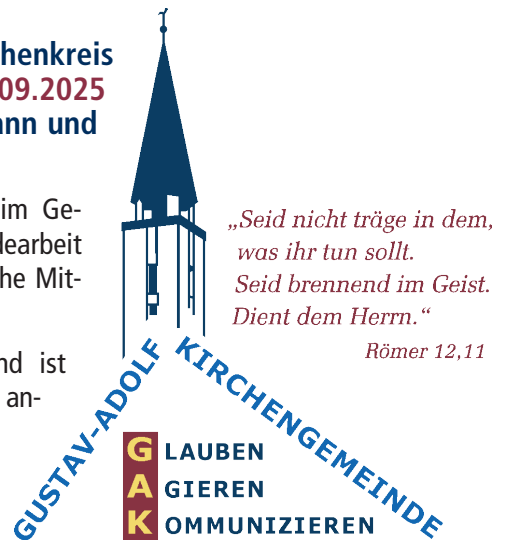 henkreis
09.2025
nn und
im Ge-
dearbeit
he Mit-
nd ist
an-
„Seid nicht träge in dem,
was ihr tun sollt.
Seid brennend im Geist.
Dient dem Herrn.“
Römer 12,11
GUSTAV-ADOLF
KIRCHENGEMEINDE
GLAUBEN
AGIEREN
KOMMUNIZIEREN